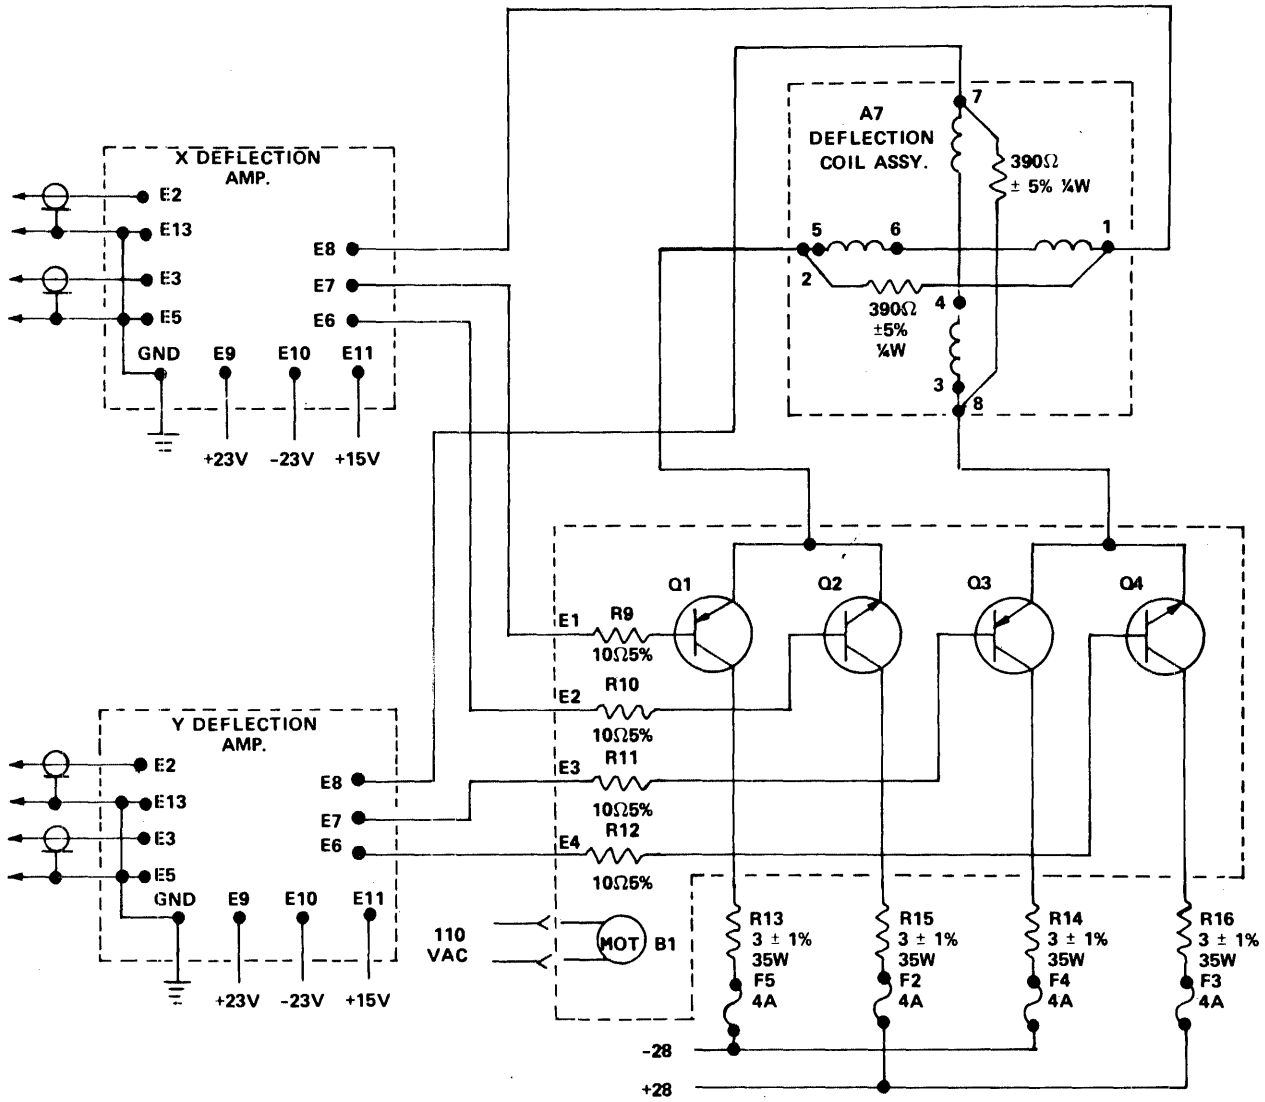 X DEFLECTION
AMP.
E2
E13
E3
E5
E8
E7
E6
GND E9 E10 E11
+23V -23V +15V
A7
DEFLECTION
COIL ASSY.
7
390Ω
± 5% ¼W
5 6 1
2
390Ω
±5%
¼W
4
3
8
Q1 Q2 Q3 Q4
E1 R9
10Ω5%
E2 R10
10Ω5%
E3 R11
10Ω5%
E4 R12
10Ω5%
Y DEFLECTION
AMP.
E2
E13
E3
E5
E8
E7
E6
GND E9 E10 E11
+23V -23V +15V
110
VAC
MOT B1
R13
3 ± 1%
35W
F5
4A
R15
3 ± 1%
35W
F2
4A
R14
3 ± 1%
35W
F4
4A
R16
3 ± 1%
35W
F3
4A
-28
+28